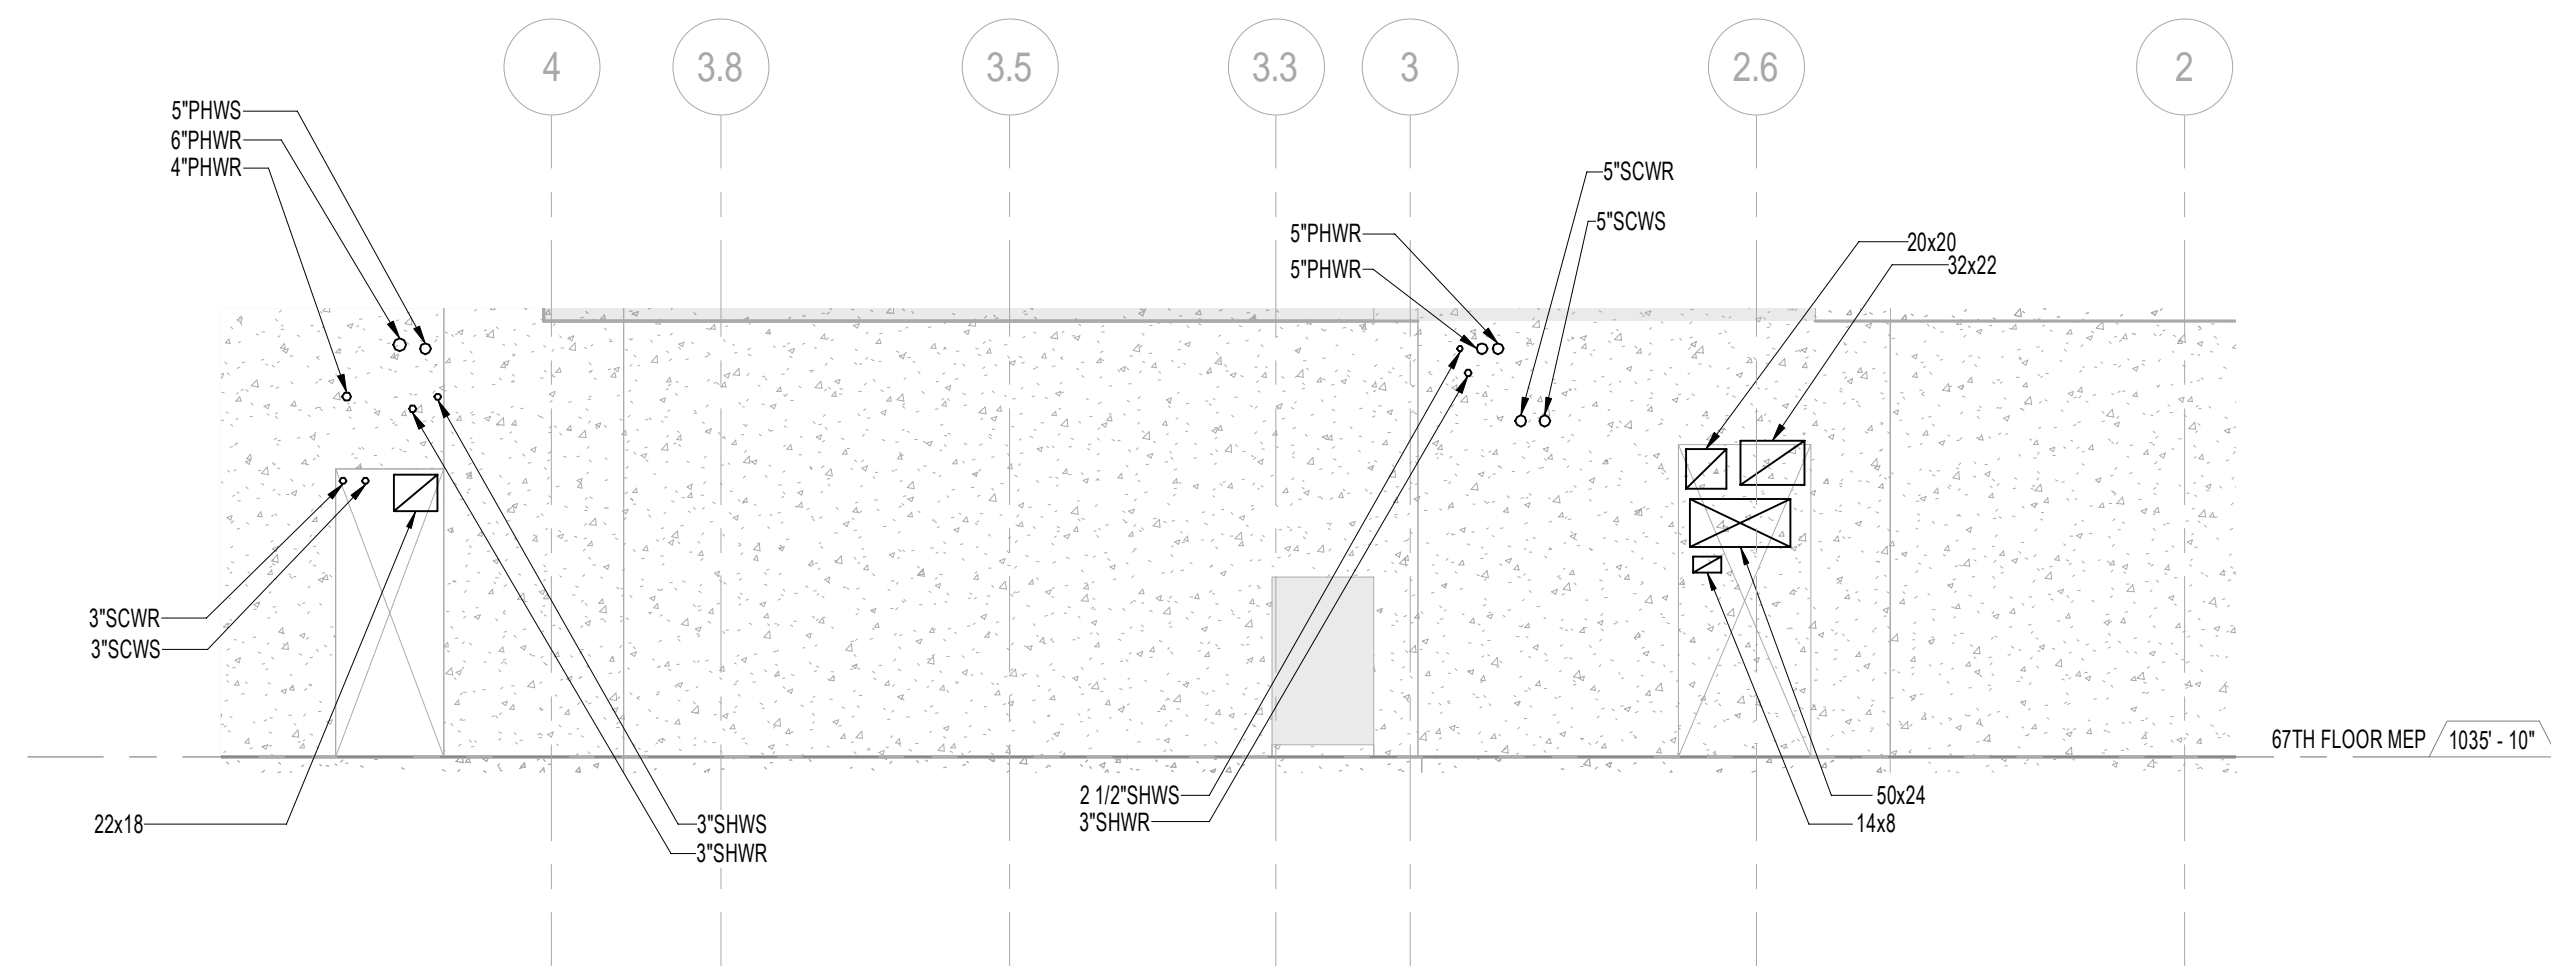 4
3.8
3.5
3.3
3
2.6
2
5"PHWS
6"PHWR
4"PHWR
5"SCWR
5"SCWS
5"PHWR
5"PHWR
20x20
32x22
3"SCWR
3"SCWS
67TH FLOOR MEP 1035' - 10"
22x18
3"SHWS
3"SHWR
2 1/2"SHWS
3"SHWR
50x24
14x8